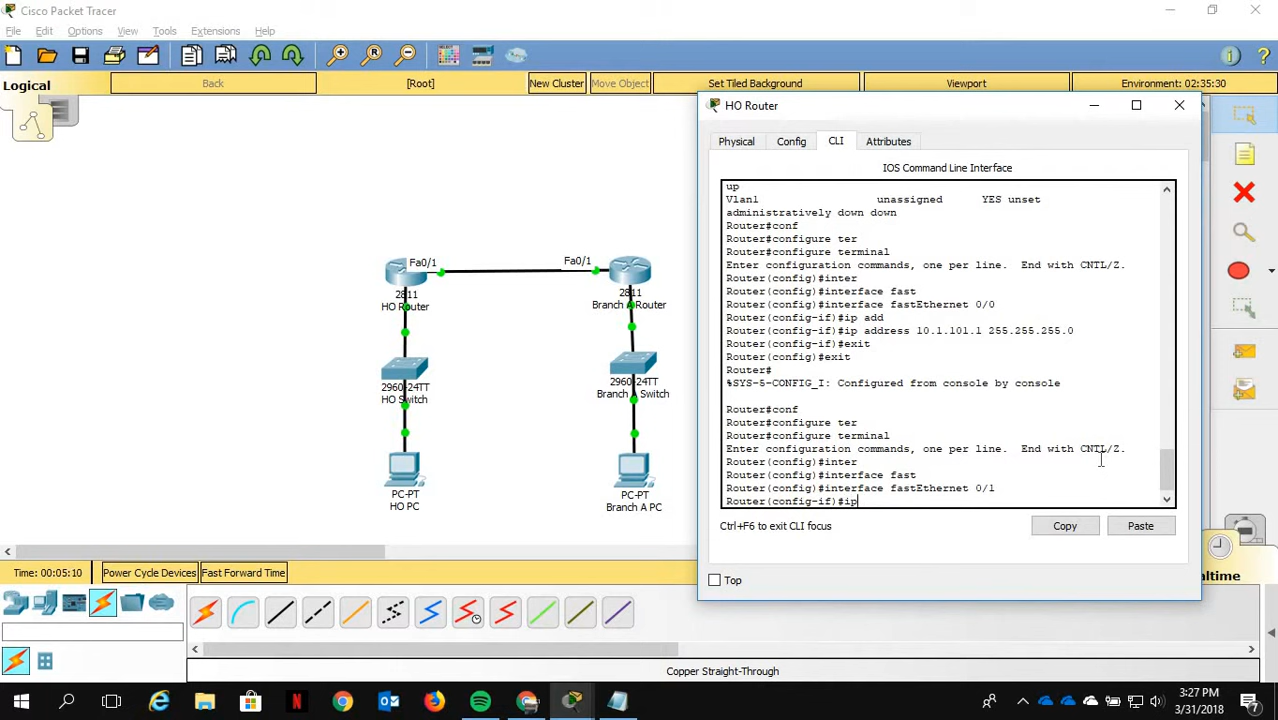 Cisco Packet Tracer
File Edit Options View Tools Extensions Help
Logical
Back
[Root]
New Cluster
Move Object
Set Tiled Background
Viewport
Environment: 02:35:30
Fa0/1
Fa0/1
2811
HO Router
2811
Branch A Router
2960-24TT
HO Switch
2960-24TT
Branch A Switch
PC-PT
HO PC
PC-PT
Branch A PC
HO Router
Physical Config CLI Attributes
IOS Command Line Interface
up
Vlan1 unassigned YES unset
administratively down down
Router#conf
Router#configure ter
Router#configure terminal
Enter configuration commands, one per line. End with CNTL/Z.
Router(config)#inter
Router(config)#interface fast
Router(config)#interface fastEthernet 0/0
Router(config-if)#ip add
Router(config-if)#ip address 10.1.101.1 255.255.255.0
Router(config-if)#exit
Router(config)#exit
Router#
%SYS-5-CONFIG_I: Configured from console by console
Router#conf
Router#configure ter
Router#configure terminal
Enter configuration commands, one per line. End with CNTL/Z.
Router(config)#inter
Router(config)#interface fast
Router(config)#interface fastEthernet 0/1
Router(config-if)#ip
Ctrl+F6 to exit CLI focus
Copy
Paste
Top
Time: 00:05:10
Power Cycle Devices
Fast Forward Time
ltime
Copper Straight-Through
3:27 PM
3/31/2018
7